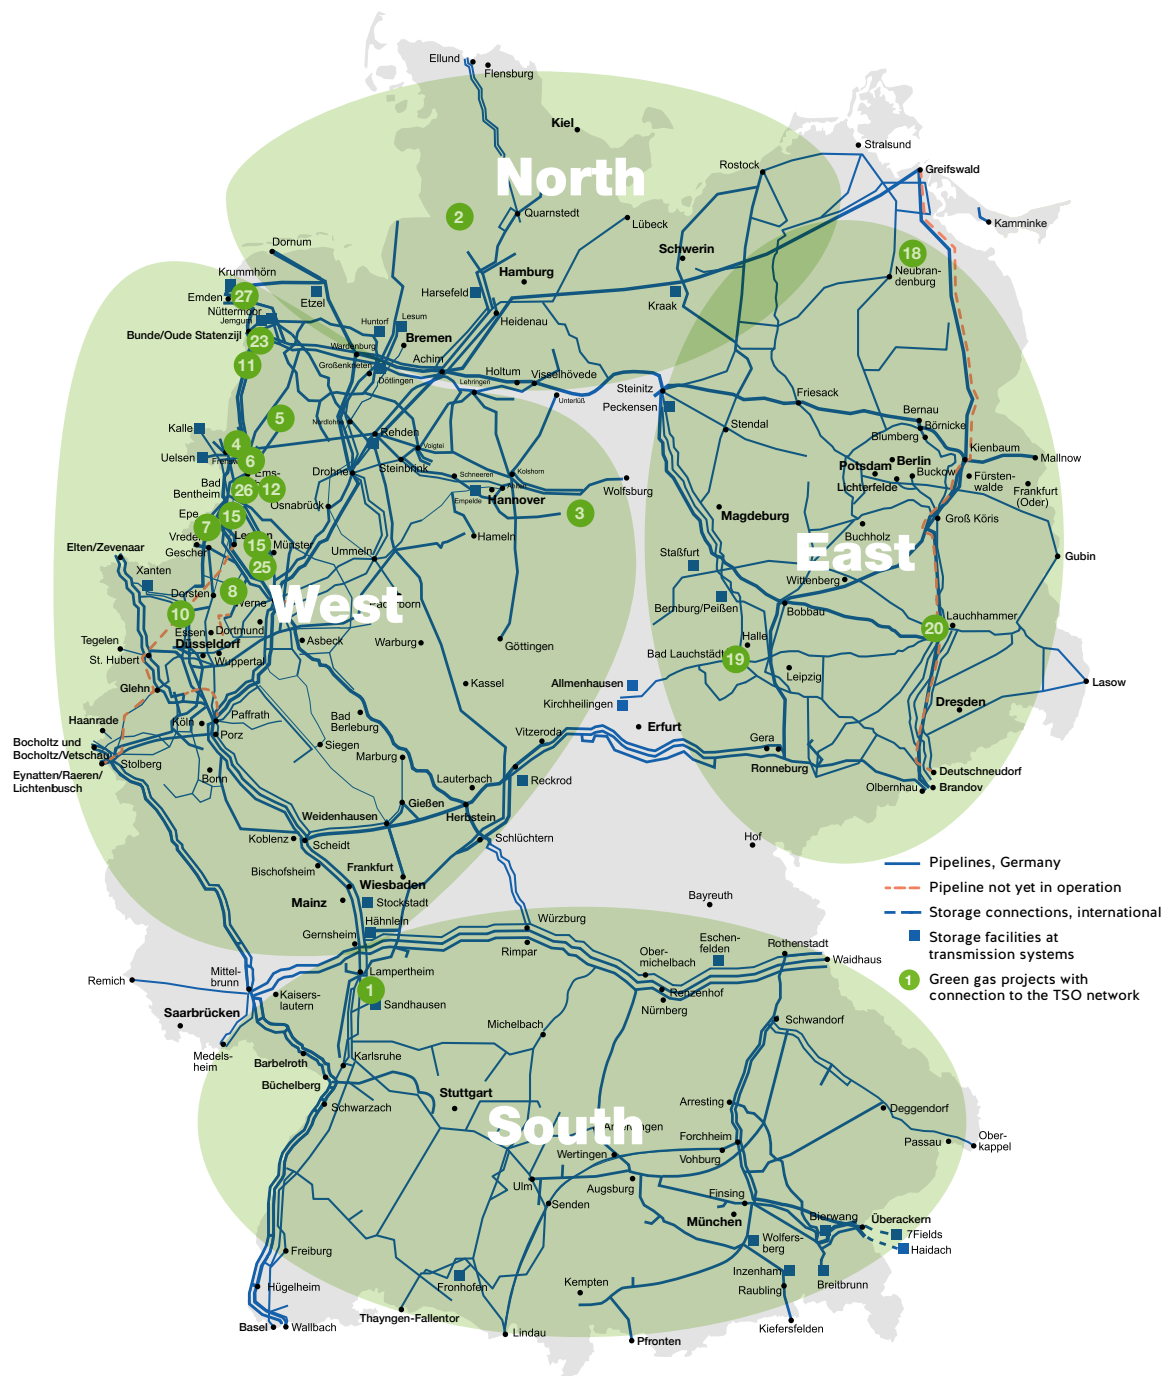 Ellund
Flensburg
Kiel
North
Stralsund
Rostock
Greifswald
2
Quarnstedt
Lübeck
Kamminke
Dornum
Schwerin
18
Krummhörn
Hamburg
Neubran-
denburg
Emden
27
Etzel
Harsefeld
Kraak
Nüttermoor
Jemgum
Huntorf
Lesum
Heidenau
Bunde/Oude Statenzijl
23
Wardenburg
Bremen
11
Großenkneten
Achim
Dötlingen
Lehringen
Holtum
Visselhövede
Unterlüß
Steinitz
Peckensen
Friesack
5
Nordlohne
Bernau
Börnicke
Blumberg
Kalle
4
Rehden
Voigtei
Stendal
Kienbaum
Mallnow
Uelsen
6
Drohne
Steinbrink
Schneeren
Kolshorn
Potsdam
Berlin
Buckow
Lichterfelde
Fürsten-
walde
Frankfurt
(Oder)
Ems-
Bad
Bentheim
26
12
Empelde
Ahlten
Hannover
Wolfsburg
Osnabrück
3
Magdeburg
Groß Köris
Epe
15
7
Vreden
Buchholz
Hameln
Gescher
15
Münster
Ummeln
East
Gubin
Elten/Zevenaar
25
Staßfurt
Xanten
8
Wittenberg
Dorsten
West
Bernburg/Peißen
Bobbau
10
Lauchhammer
20
Essen
Dortmund
Asbeck
Warburg
Göttingen
Halle
Tegelen
Düsseldorf
Bad Lauchstädt
19
St. Hubert
Wuppertal
Leipzig
Glehn
Kassel
Allmenhausen
Kirchheilingen
Lasow
Dresden
Haanrade
Köln
Paffrath
Bad
Berleburg
Erfurt
Porz
Vitzeroda
Gera
Bocholtz und
Bocholtz/Vetschau
Siegen
Marburg
Ronneburg
Stolberg
Eynatten/Raeren/
Lichtenbusch
Bonn
Lauterbach
Reckrod
Deutschneudorf
Olbernhau
Brandov
Gießen
Weidenhausen
Herbstein
Koblenz
Scheidt
Schlüchtern
Hof
Bischofsheim
Frankfurt
Wiesbaden
Mainz
Stockstadt
Bayreuth
Hähnlein
Gernsheim
Würzburg
Rimpar
Eschen-
felden
Ober-
michelbach
Rothenstadt
Waidhaus
Remich
Mittel-
brunn
Lampertheim
1
Kaisers-
lautern
Sandhausen
Renzenhof
Nürnberg
Saarbrücken
Michelbach
Schwandorf
Medels-
heim
Barbelroth
Karlsruhe
Büchelberg
Stuttgart
Schwarzach
Arresting
Deggendorf
South
Forchheim
Passau
Ober-
kappel
Wertingen
Vohburg
Ulm
Augsburg
Finsing
Senden
München
Bierwang
Überackern
7Fields
Haidach
Wolfers-
berg
Freiburg
Fronhofen
Inzenham
Breitbrunn
Kempten
Raubling
Hügelheim
Thayngen-Fallentor
Kiefersfelden
Basel
Wallbach
Lindau
Pfronten
Pipelines, Germany
Pipeline not yet in operation
Storage connections, international
Storage facilities at
transmission systems
1
Green gas projects with
connection to the TSO network